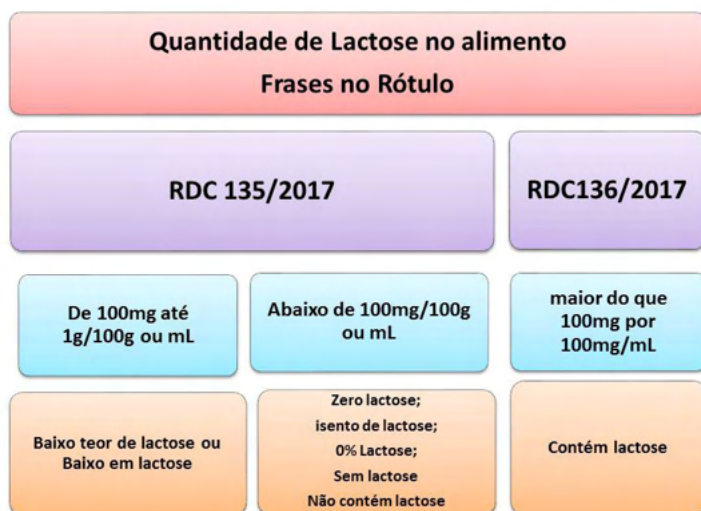 Quantidade de Lactose no alimento
Frases no Rótulo
RDC 135/2017
RDC136/2017
De 100mg até
1g/100g ou mL
Abaixo de 100mg/100g
ou mL
maior do que
100mg por
100mg/mL
Baixo teor de lactose ou
Baixo em lactose
Zero lactose;
isento de lactose;
0% Lactose;
Sem lactose
Não contém lactose
Contém lactose